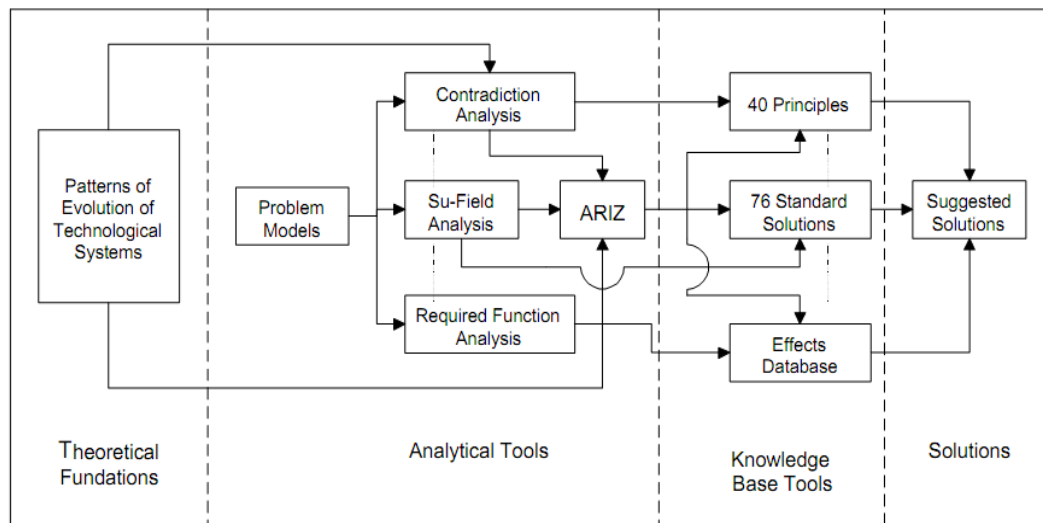 Patterns of
Evolution of
Technological
Systems
Problem
Models
Contradiction
Analysis
Su-Field
Analysis
ARIZ
Required Function
Analysis
40 Principles
76 Standard
Solutions
Effects
Database
Suggested
Solutions
Theoretical
Fundations
Analytical Tools
Knowledge
Base Tools
Solutions